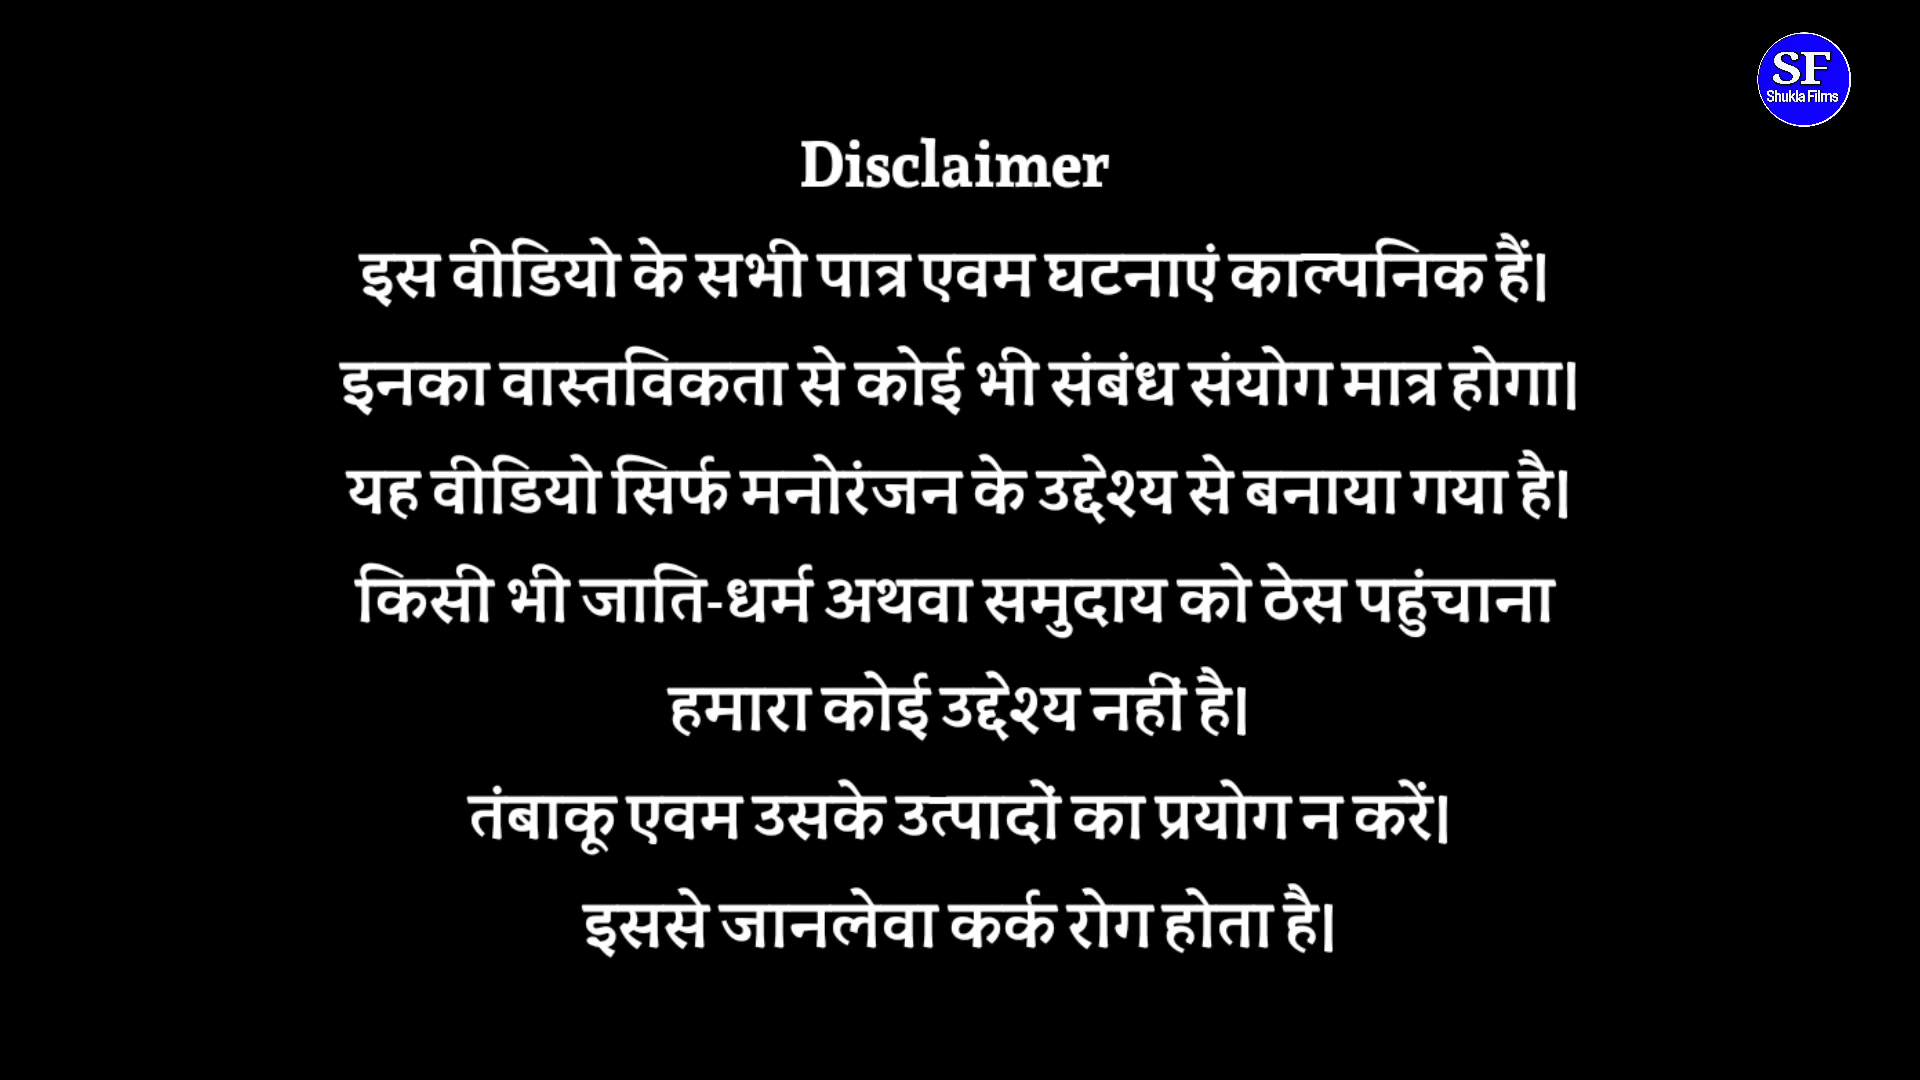 SF
Shukla Films
Disclaimer
इस वीडियो के सभी पात्र एवम घटनाएं काल्पनिक हैं।
इनका वास्तविकता से कोई भी संबंध संयोग मात्र होगा।
यह वीडियो सिर्फ मनोरंजन के उद्देश्य से बनाया गया है।
किसी भी जाति-धर्म अथवा समुदाय को ठेस पहुंचाना
हमारा कोई उद्देश्य नहीं है।
तंबाकू एवम उसके उत्पादों का प्रयोग न करें।
इससे जानलेवा कर्क रोग होता है।